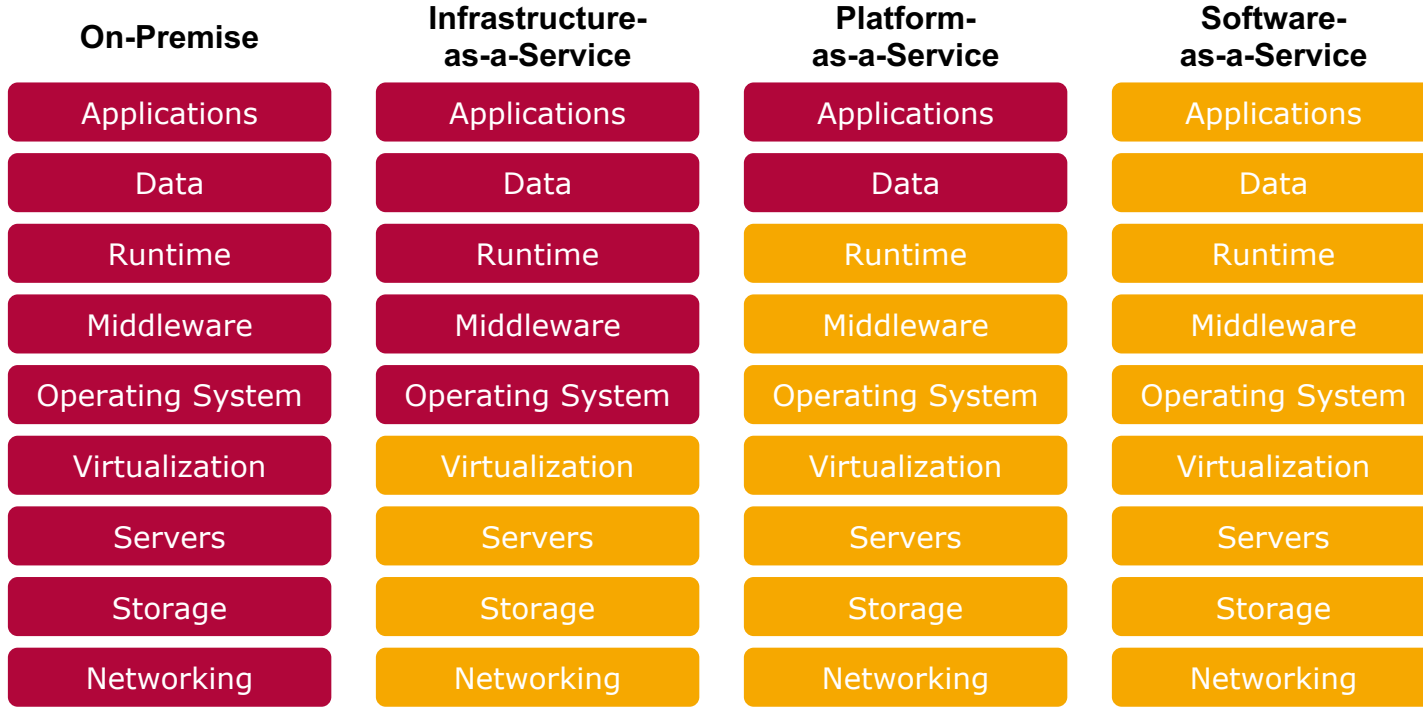 On-Premise
Infrastructure-
as-a-Service
Platform-
as-a-Service
Software-
as-a-Service
Applications
Applications
Applications
Applications
Data
Data
Data
Data
Runtime
Runtime
Runtime
Runtime
Middleware
Middleware
Middleware
Middleware
Operating System
Operating System
Operating System
Operating System
Virtualization
Virtualization
Virtualization
Virtualization
Servers
Servers
Servers
Servers
Storage
Storage
Storage
Storage
Networking
Networking
Networking
Networking